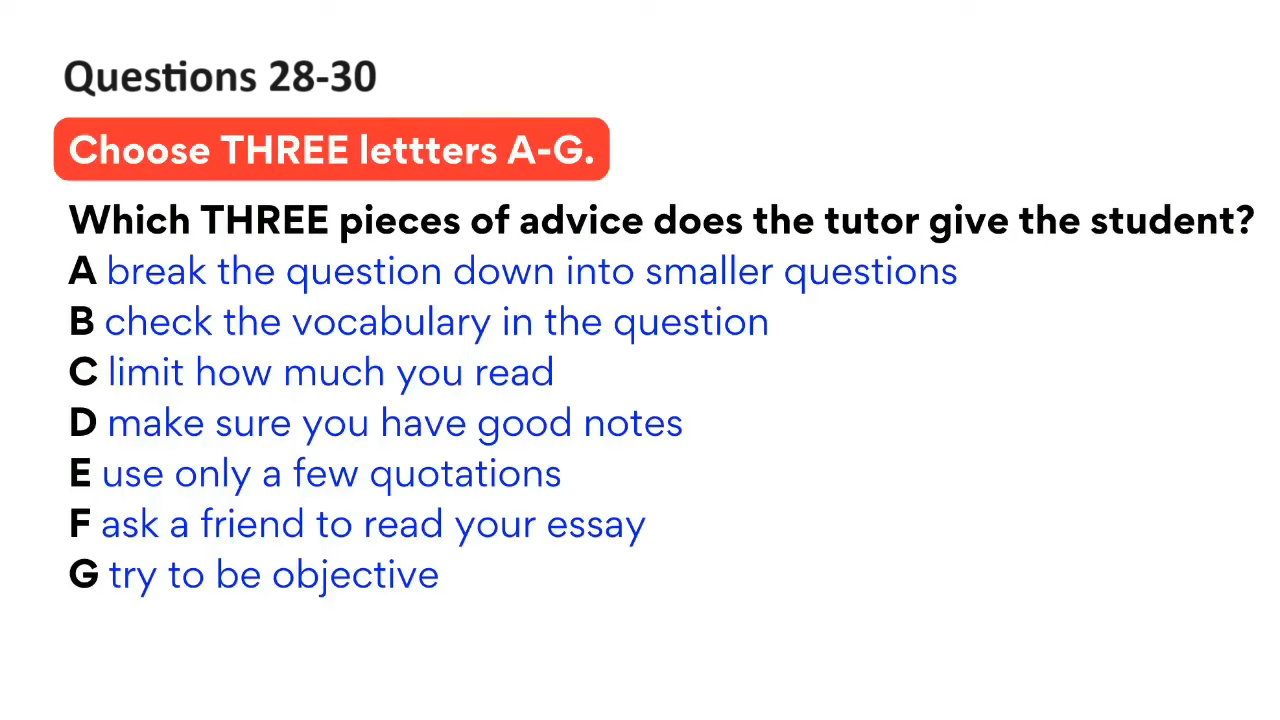 Questions 28-30
Choose THREE lettters A-G.
Which THREE pieces of advice does the tutor give the student?
A break the question down into smaller questions
B check the vocabulary in the question
C limit how much you read
D make sure you have good notes
E use only a few quotations
F ask a friend to read your essay
G try to be objective